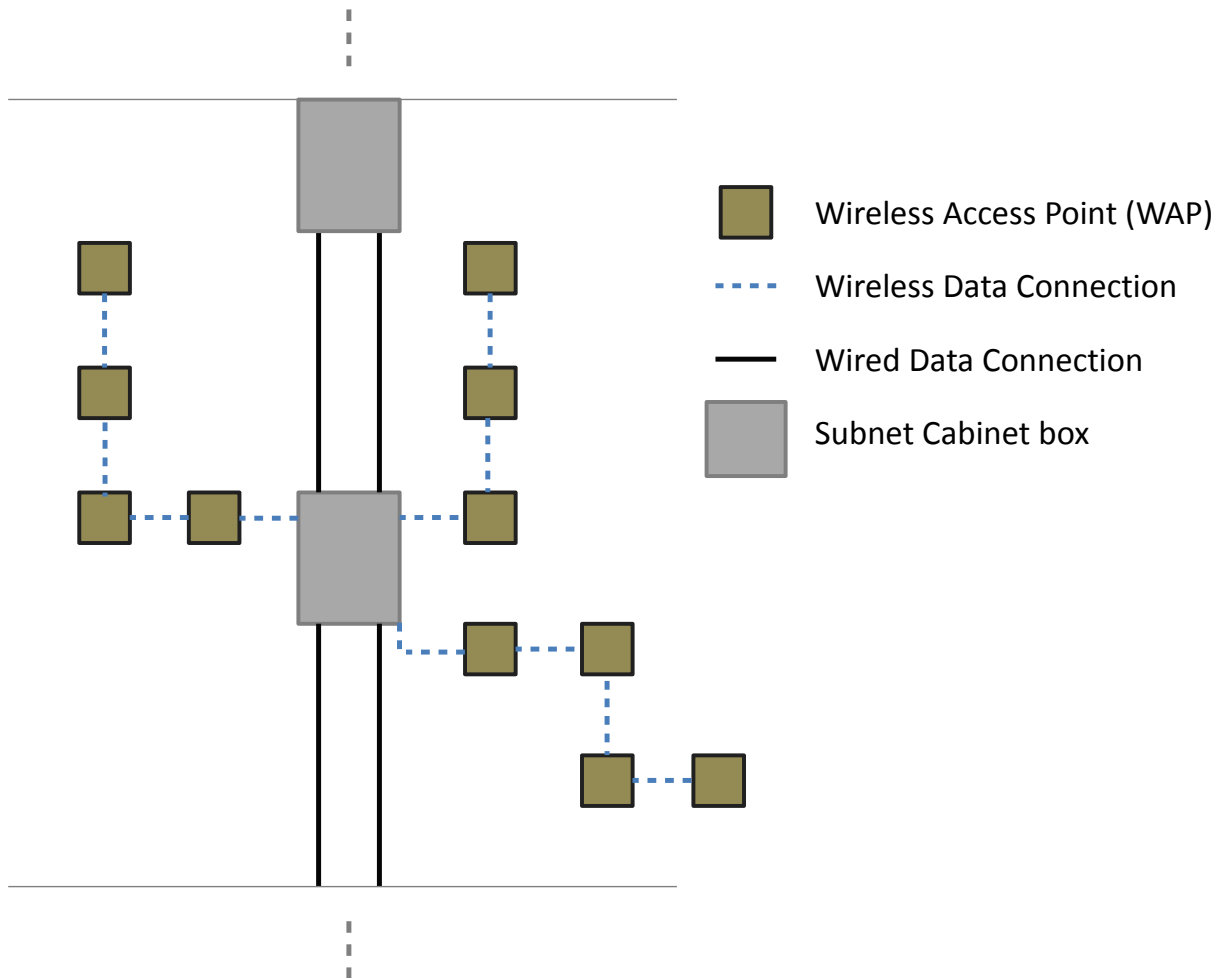 Wireless Access Point (WAP)
Wireless Data Connection
Wired Data Connection
Subnet Cabinet box